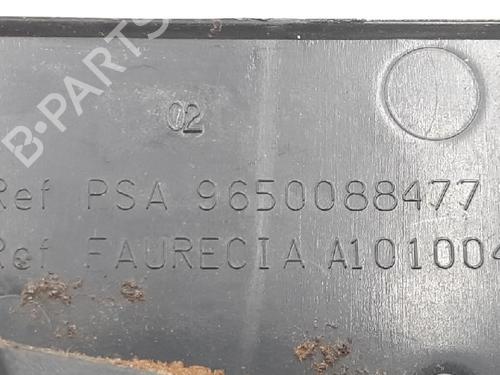 B-PARTS
02
Ref PSA 9650088477
Ref FAURECIA A101004